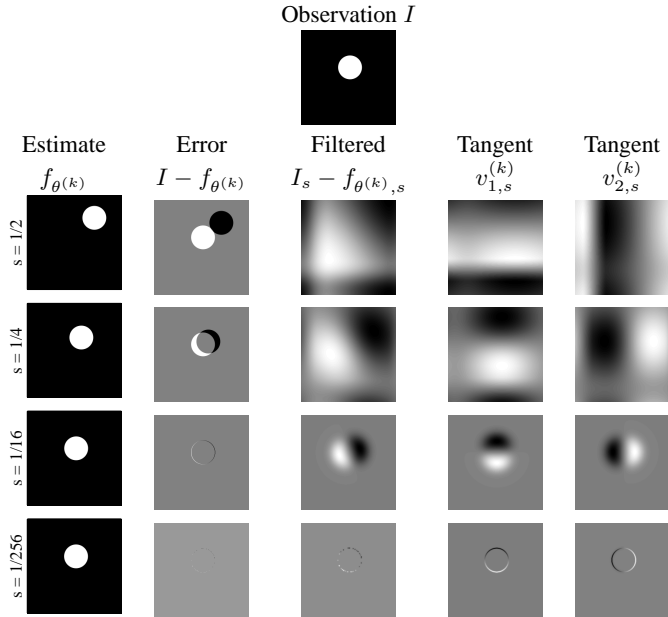 Observation I
Estimate Error Filtered Tangent Tangent
f_{θ^{(k)}} I − f_{θ^{(k)}} I_s − f_{θ^{(k)},s} v_{1,s}^{(k)} v_{2,s}^{(k)}
s = 1/2
s = 1/4
s = 1/16
s = 1/256